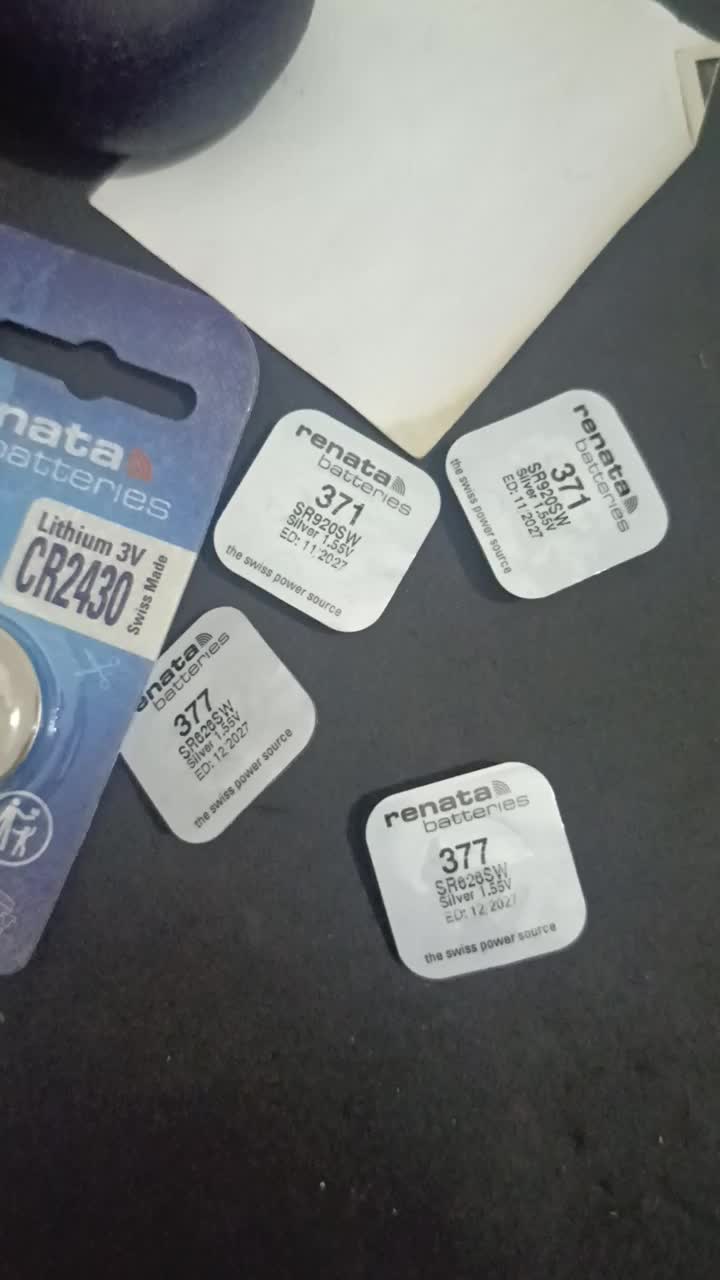 nata
batteries
Lithium 3V
CR2430
Swiss Made
renata
batteries
371
SR920SW
Silver 1.55V
ED: 11.2027
the swiss power source
renata
batteries
371
SR920SW
Silver 1.55V
ED: 11.2027
the swiss power source
enata
batteries
377
SR626SW
Silver 1.55V
ED: 12.2027
the swiss power source
renata
batteries
377
SR626SW
Silver 1.55V
ED: 12.2027
the swiss power source